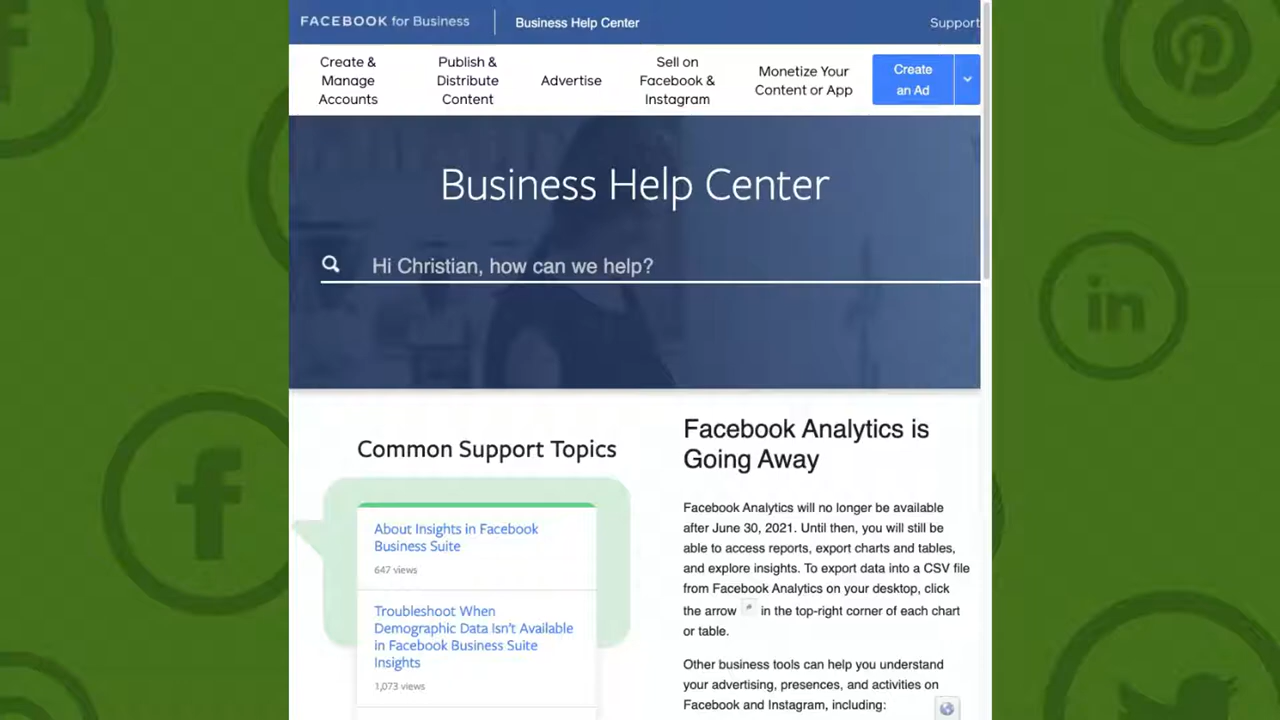 FACEBOOK for Business
Business Help Center
Support
Create &
Manage
Accounts
Publish &
Distribute
Content
Advertise
Sell on
Facebook &
Instagram
Monetize Your
Content or App
Create
an Ad
Business Help Center
Hi Christian, how can we help?
Common Support Topics
About Insights in Facebook
Business Suite
647 views
Troubleshoot When
Demographic Data Isn't Available
in Facebook Business Suite
Insights
1,073 views
Facebook Analytics is
Going Away
Facebook Analytics will no longer be available
after June 30, 2021. Until then, you will still be
able to access reports, export charts and tables,
and explore insights. To export data into a CSV file
from Facebook Analytics on your desktop, click
the arrow in the top-right corner of each chart
or table.
Other business tools can help you understand
your advertising, presences, and activities on
Facebook and Instagram, including:
f
in